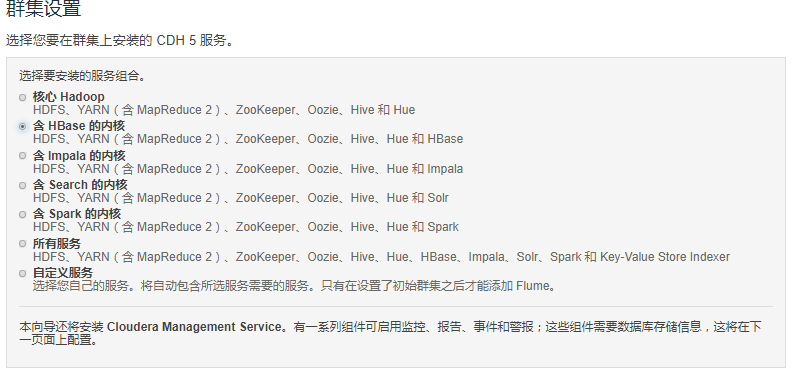 群集设置
选择您要在群集上安装的 CDH 5 服务。
选择要安装的服务组合。
核心 Hadoop
HDFS、YARN（含 MapReduce 2）、ZooKeeper、Oozie、Hive 和 Hue
含 HBase 的内核
HDFS、YARN（含 MapReduce 2）、ZooKeeper、Oozie、Hive、Hue 和 HBase
含 Impala 的内核
HDFS、YARN（含 MapReduce 2）、ZooKeeper、Oozie、Hive、Hue 和 Impala
含 Search 的内核
HDFS、YARN（含 MapReduce 2）、ZooKeeper、Oozie、Hive、Hue 和 Solr
含 Spark 的内核
HDFS、YARN（含 MapReduce 2）、ZooKeeper、Oozie、Hive、Hue 和 Spark
所有服务
HDFS、YARN（含 MapReduce 2）、ZooKeeper、Oozie、Hive、Hue、HBase、Impala、Solr、Spark 和 Key-Value Store Indexer
自定义服务
选择您自己的服务。将自动包含所选服务需要的服务。只有在设置了初始群集之后才能添加 Flume。
本向导还将安装 Cloudera Management Service。有一系列组件可启用监控、报告、事件和警报；这些组件需要数据库存储信息，这将在下
一页面上配置。